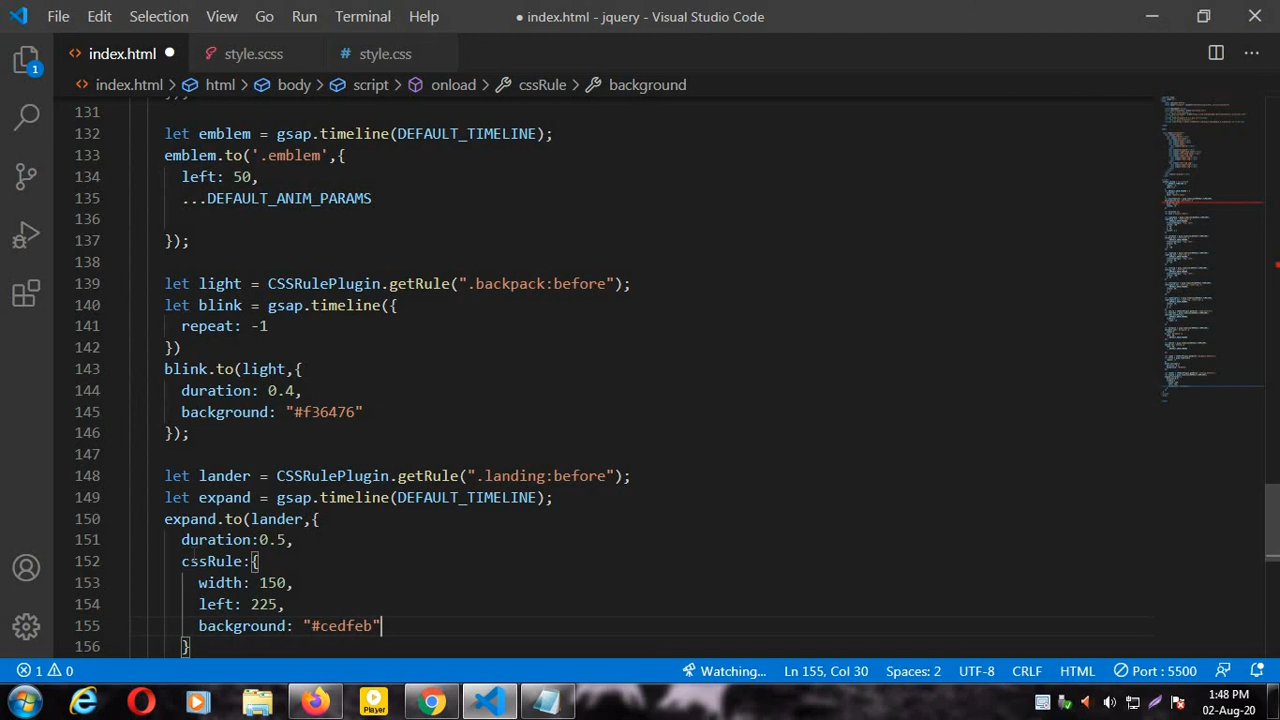 File Edit Selection View Go Run Terminal Help
● index.html - jquery - Visual Studio Code
index.html ●
style.scss
# style.css
index.html > html > body > script > onload > cssRule > background
1
131
132 let emblem = gsap.timeline(DEFAULT_TIMELINE);
133 emblem.to('.emblem',{
134 left: 50,
135 ...DEFAULT_ANIM_PARAMS
136
137 });
138
139 let light = CSSRulePlugin.getRule(".backpack:before");
140 let blink = gsap.timeline({
141 repeat: -1
142 })
143 blink.to(light,{
144 duration: 0.4,
145 background: "#f36476"
146 });
147
148 let lander = CSSRulePlugin.getRule(".landing:before");
149 let expand = gsap.timeline(DEFAULT_TIMELINE);
150 expand.to(lander,{
151 duration:0.5,
152 cssRule:{
153 width: 150,
154 left: 225,
155 background: "#cedfeb"
156 }
1 0
Watching... Ln 155, Col 30 Spaces: 2 UTF-8 CRLF HTML Port : 5500
Player
1:48 PM
02-Aug-20